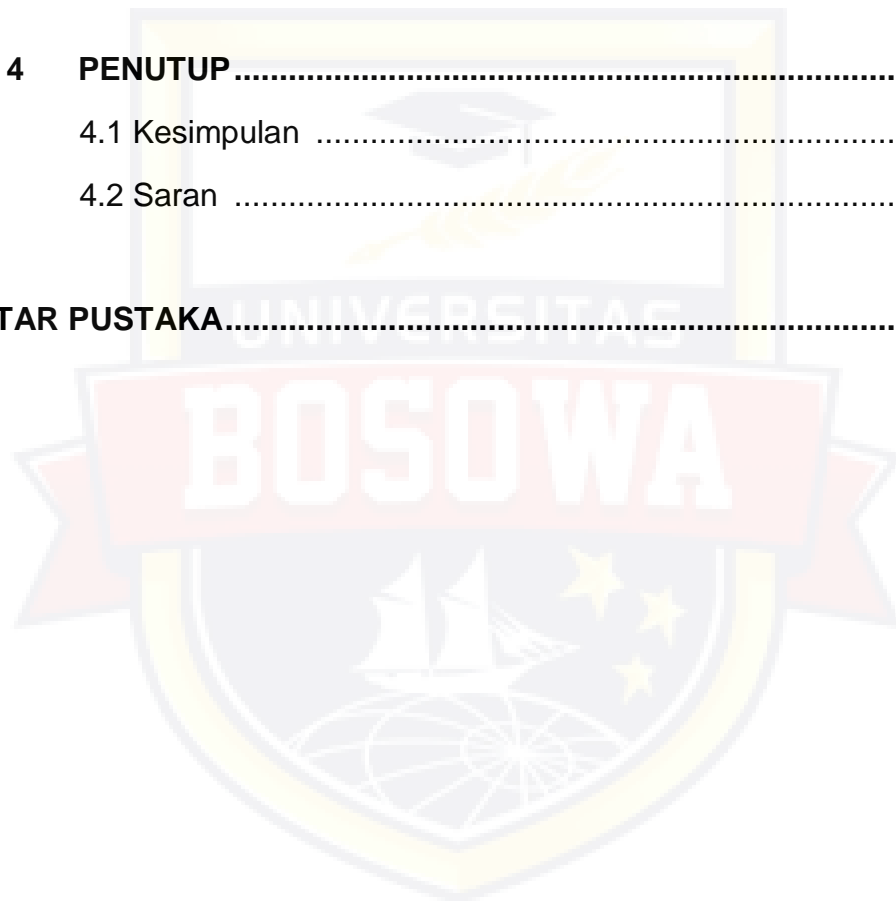 4 PENUTUP........................................................................
4.1 Kesimpulan ................................................................
4.2 Saran .........................................................................
TAR PUSTAKA.........................................................................
UNIVERSITAS
BOSOWA